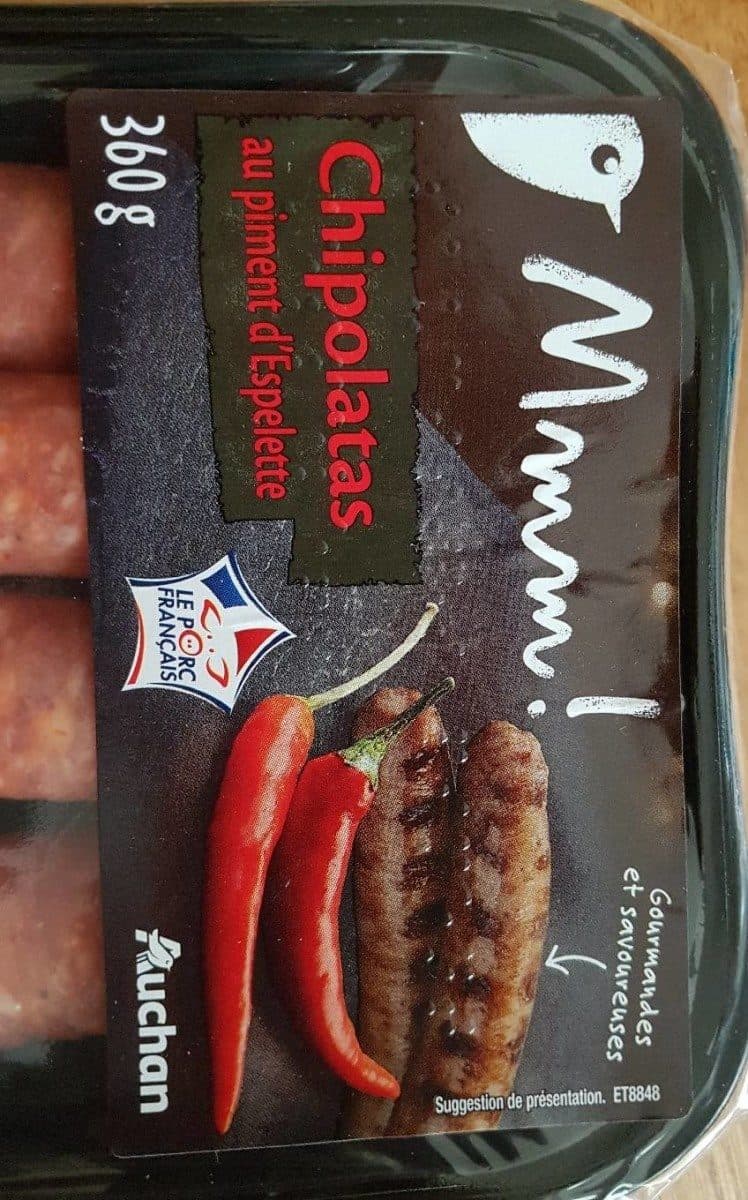 Mmm!
Gourmandes
et savoureuses
Chipolatas
au piment d'Espelette
LE PORC
FRANÇAIS
360 g
Auchan
Suggestion de présentation. ET8848